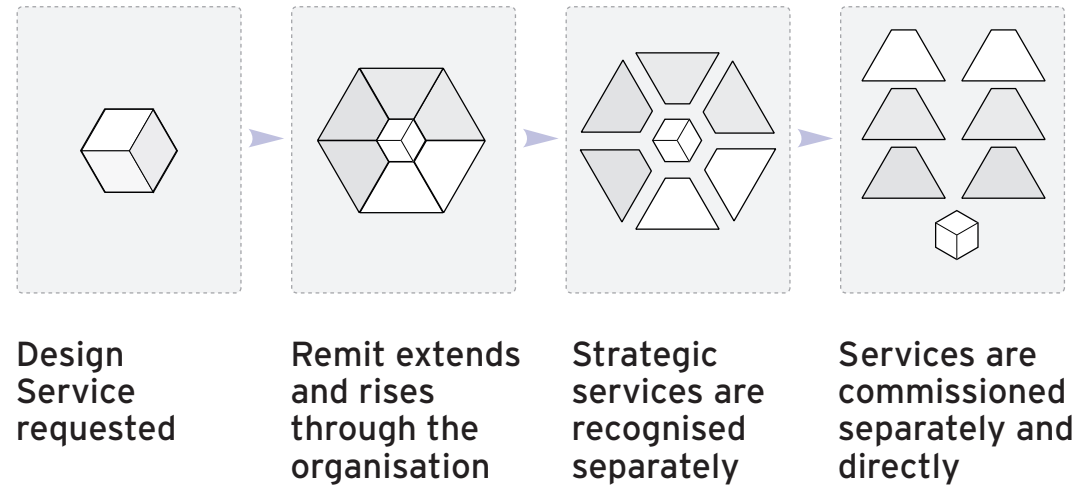 Design
Service
requested
Remit extends
and rises
through the
organisation
Strategic
services are
recognised
separately
Services are
commissioned
separately and
directly